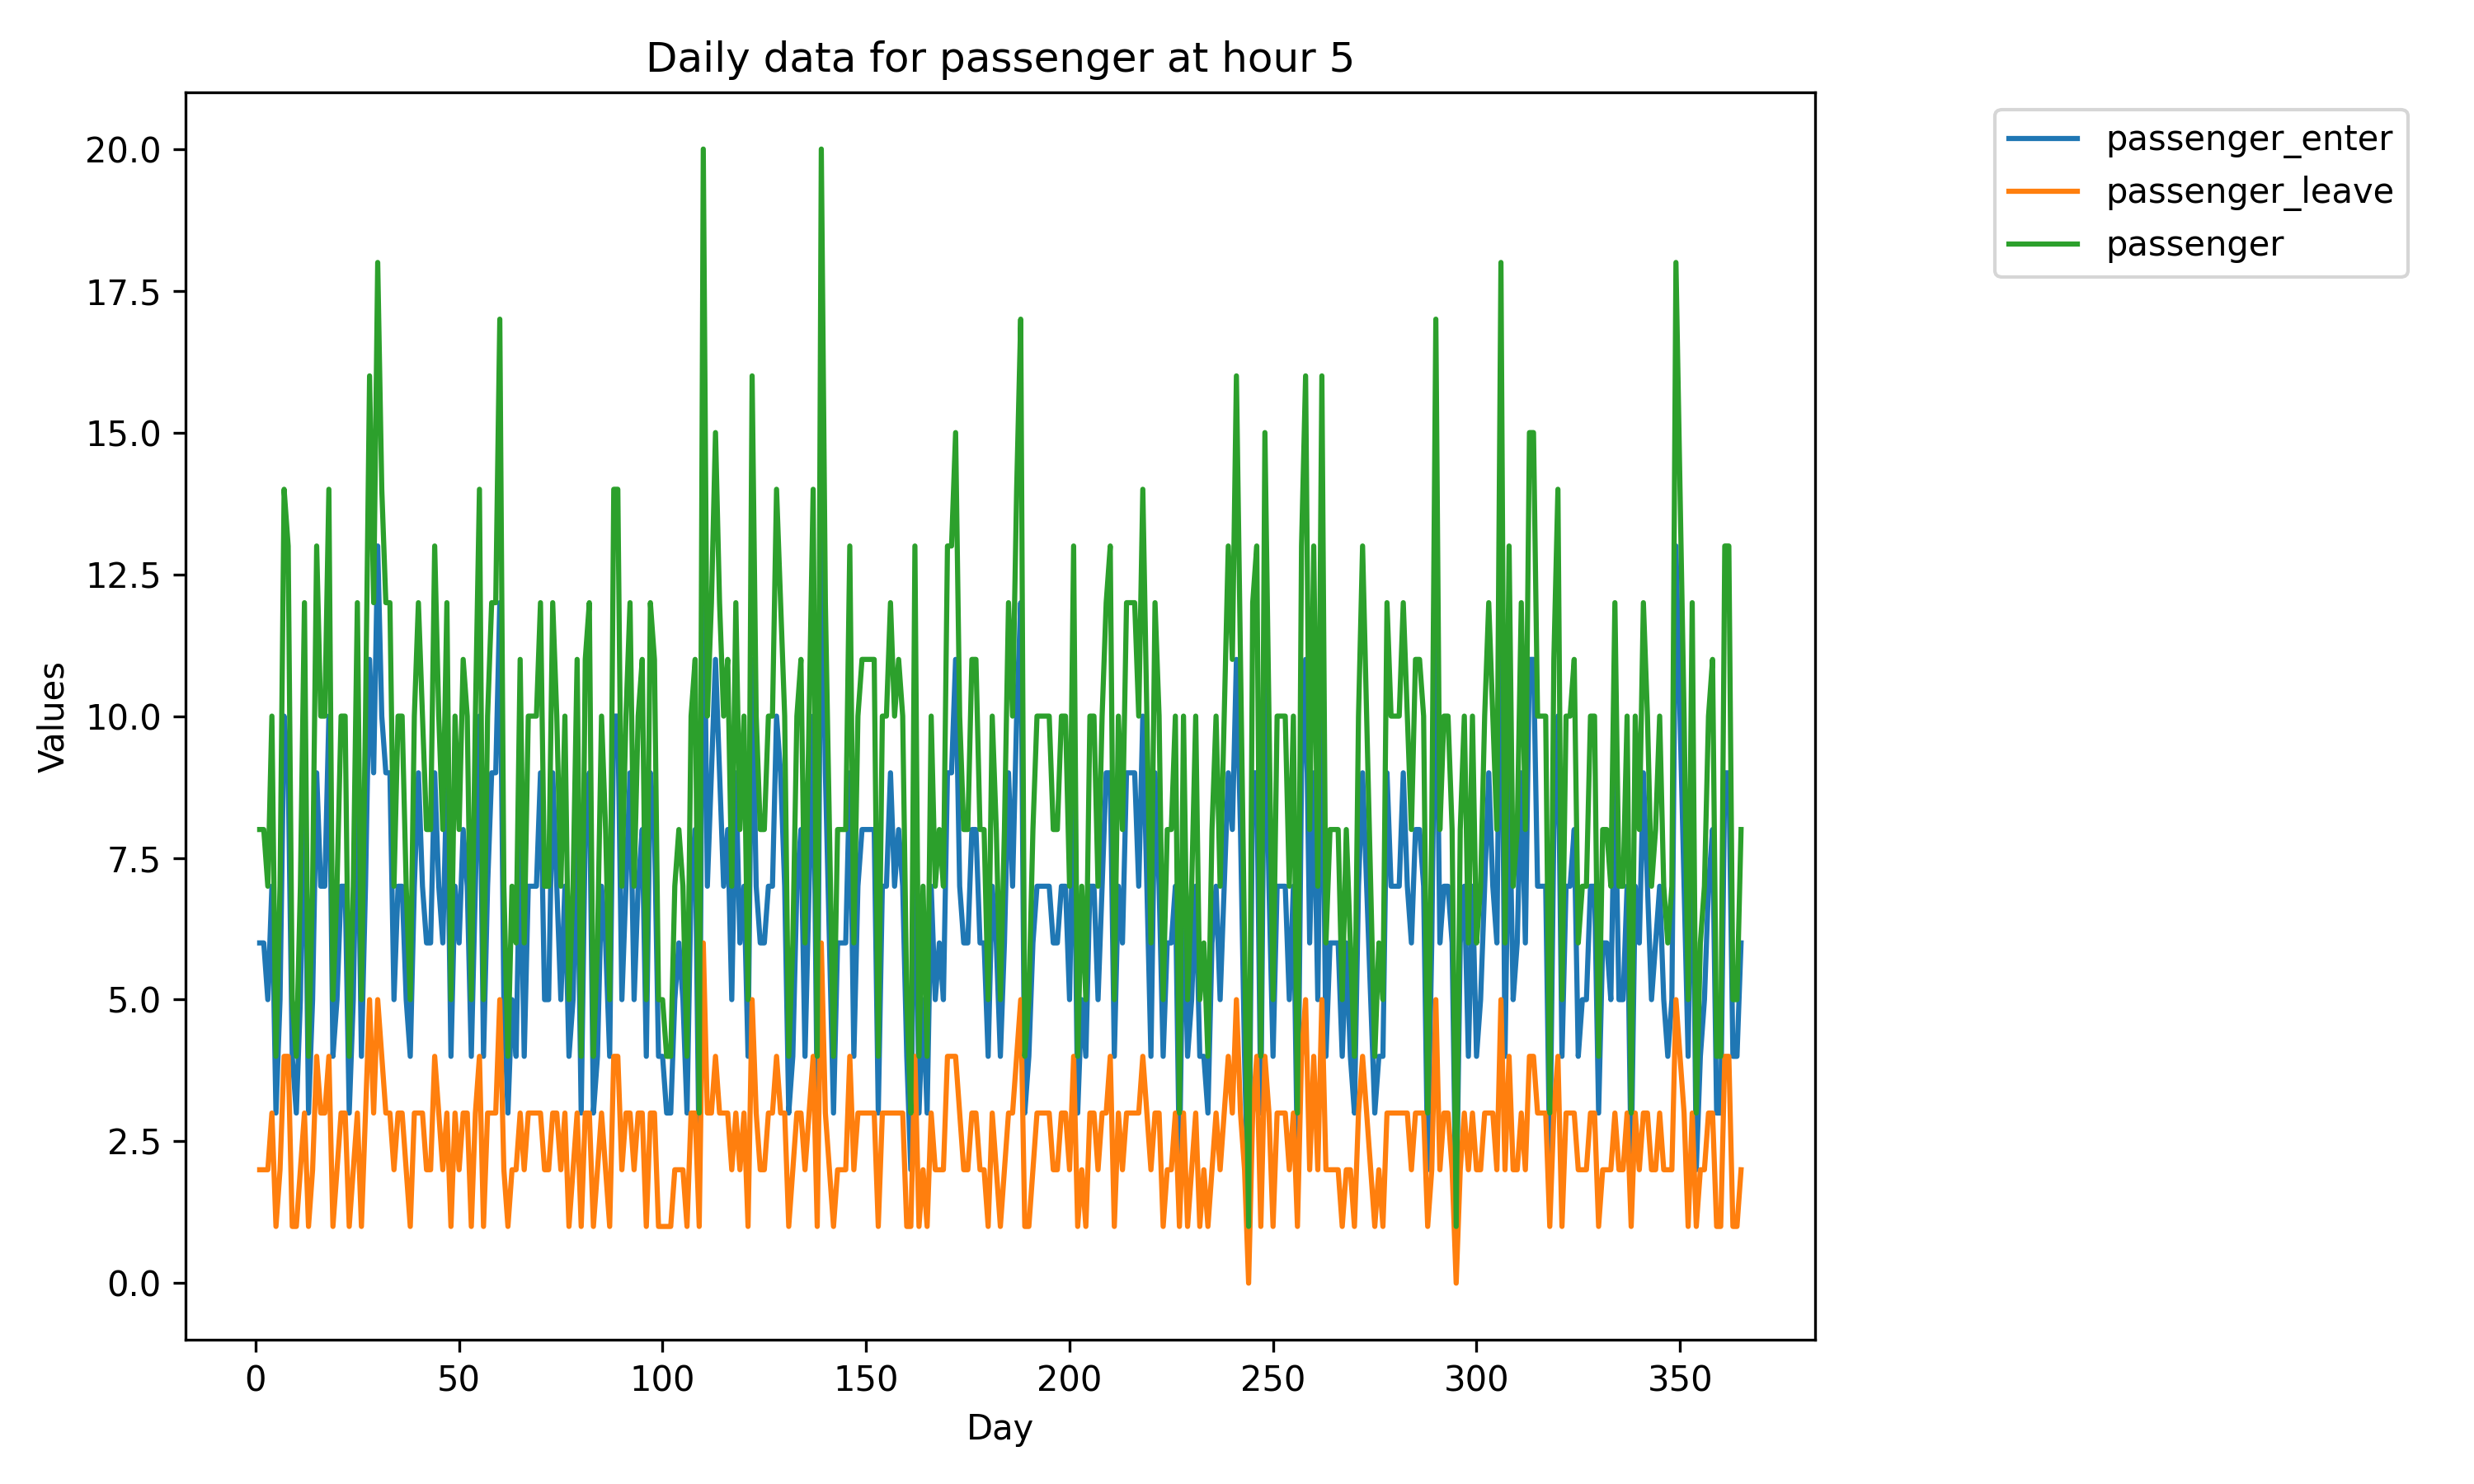 Daily data for passenger at hour 5
passenger_enter
passenger_leave
passenger
20.0
17.5
15.0
12.5
10.0
7.5
5.0
2.5
0.0
Values
0 50 100 150 200 250 300 350
Day